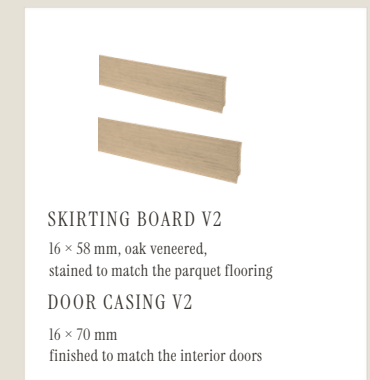 SKIRTING BOARD V2
16 × 58 mm, oak veneered,
stained to match the parquet flooring
DOOR CASING V2
16 × 70 mm
finished to match the interior doors